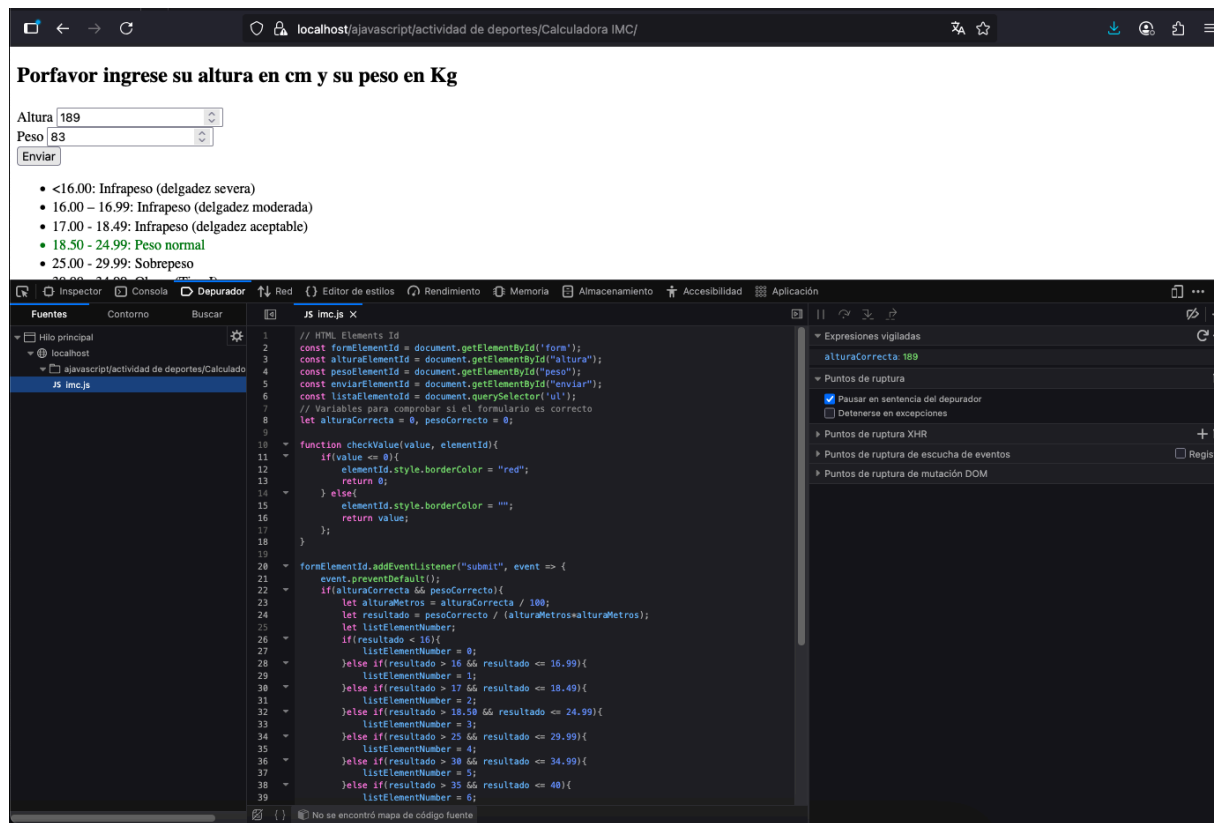 localhost/ajavascript/actividad de deportes/Calculadora IMC/
Porfavor ingrese su altura en cm y su peso en Kg
Altura 189
Peso 83
Enviar
• <16.00: Infrapeso (delgadez severa)
• 16.00 – 16.99: Infrapeso (delgadez moderada)
• 17.00 - 18.49: Infrapeso (delgadez aceptable)
• 18.50 - 24.99: Peso normal
• 25.00 - 29.99: Sobrepeso
Inspector Consola Depurador Red {} Editor de estilos Rendimiento Memoria Almacenamiento Accesibilidad Aplicación
Fuentes Contorno Buscar
Hilo principal
localhost
ajavascript/actividad de deportes/Calculado
JS imc.js
JS imc.js
1 // HTML Elements Id
2 const formElementId = document.getElementById('form');
3 const alturaElementId = document.getElementById("altura");
4 const pesoElementId = document.getElementById("peso");
5 const enviarElementId = document.getElementById("enviar");
6 const listaElementoId = document.querySelector('ul');
7 // Variables para comprobar si el formulario es correcto
8 let alturaCorrecta = 0, pesoCorrecto = 0;
9
10 function checkValue(value, elementId){
11 if(value <= 0){
12 elementId.style.borderColor = "red";
13 return 0;
14 } else{
15 elementId.style.borderColor = "";
16 return value;
17 };
18 }
19
20 formElementId.addEventListener("submit", event => {
21 event.preventDefault();
22 if(alturaCorrecta && pesoCorrecto){
23 let alturaMetros = alturaCorrecta / 100;
24 let resultado = pesoCorrecto / (alturaMetros*alturaMetros);
25 let listElementNumber;
26 if(resultado < 16){
27 listElementNumber = 0;
28 }else if(resultado > 16 && resultado <= 16.99){
29 listElementNumber = 1;
30 }else if(resultado > 17 && resultado <= 18.49){
31 listElementNumber = 2;
32 }else if(resultado > 18.50 && resultado <= 24.99){
33 listElementNumber = 3;
34 }else if(resultado > 25 && resultado <= 29.99){
35 listElementNumber = 4;
36 }else if(resultado > 30 && resultado <= 34.99){
37 listElementNumber = 5;
38 }else if(resultado > 35 && resultado <= 40){
39 listElementNumber = 6;
{} No se encontró mapa de código fuente
Expresiones vigiladas
alturaCorrecta: 189
Puntos de ruptura
Pausar en sentencia del depurador
Detenerse en excepciones
Puntos de ruptura XHR
Puntos de ruptura de escucha de eventos Regis
Puntos de ruptura de mutación DOM